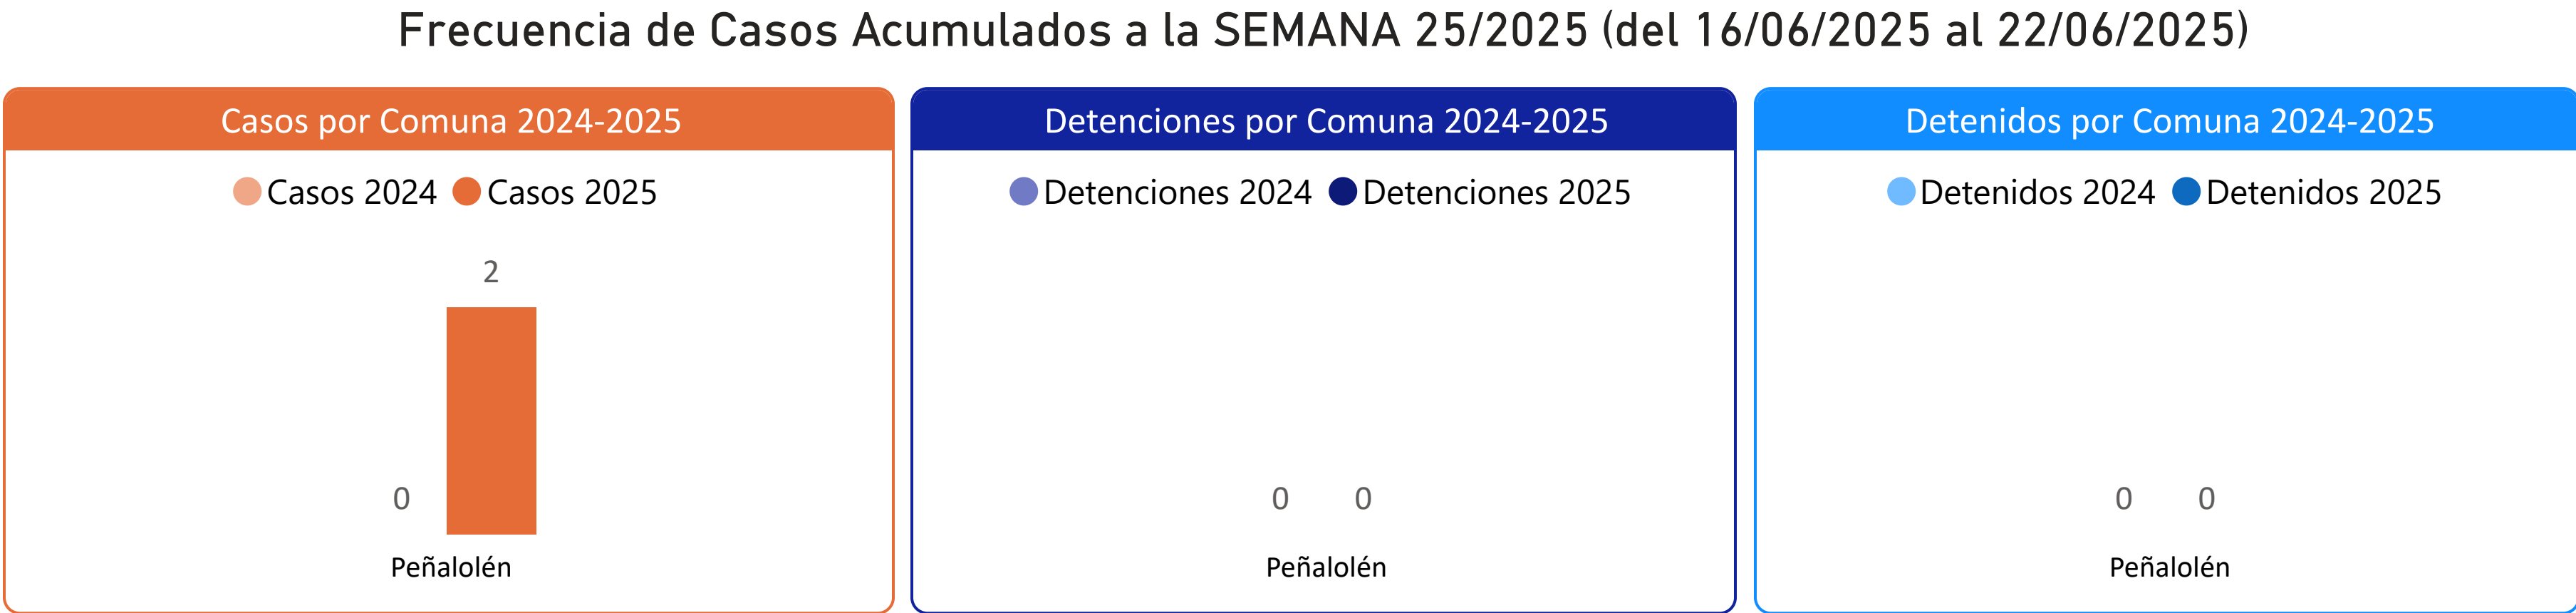 Frecuencia de Casos Acumulados a la SEMANA 25/2025 (del 16/06/2025 al 22/06/2025)
Casos por Comuna 2024-2025
Casos 2024 Casos 2025
2
0
Peñalolén
Detenciones por Comuna 2024-2025
Detenciones 2024 Detenciones 2025
0 0
Peñalolén
Detenidos por Comuna 2024-2025
Detenidos 2024 Detenidos 2025
0 0
Peñalolén